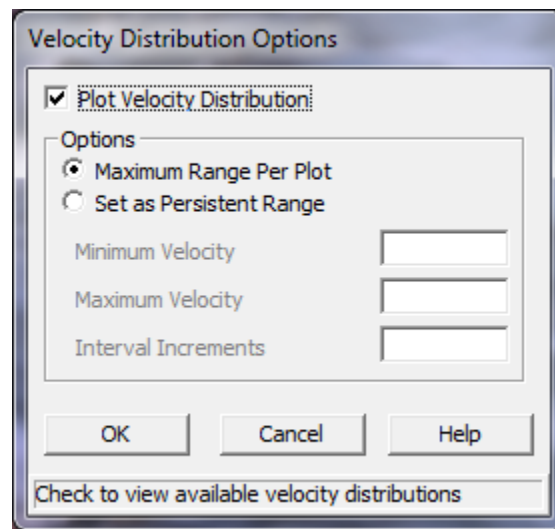 Velocity Distribution Options
Plot Velocity Distribution
Options
Maximum Range Per Plot
Set as Persistent Range
Minimum Velocity
Maximum Velocity
Interval Increments
OK Cancel Help
Check to view available velocity distributions